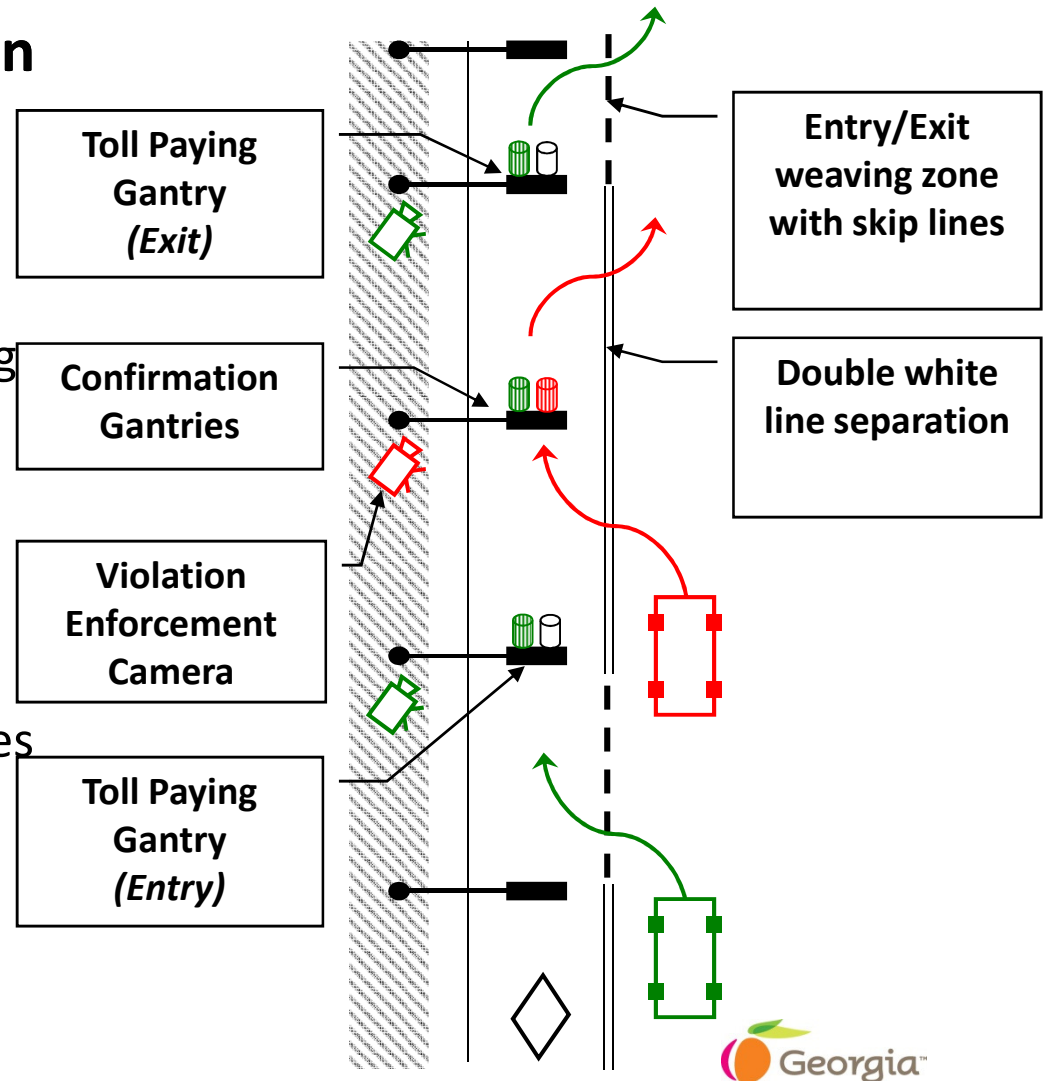 n
Toll Paying
Gantry
(Exit)
Entry/Exit
weaving zone
with skip lines
g
Confirmation
Gantries
Double white
line separation
Violation
Enforcement
Camera
es
Toll Paying
Gantry
(Entry)
Georgia™